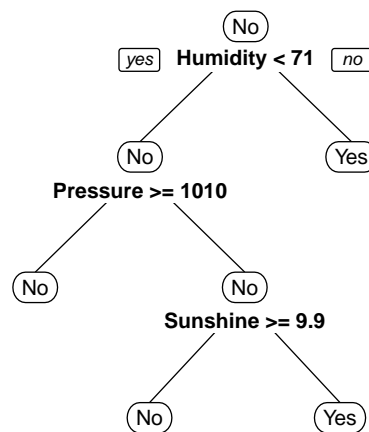 No
yes Humidity < 71 no
No Yes
Pressure >= 1010
No No
Sunshine >= 9.9
No Yes